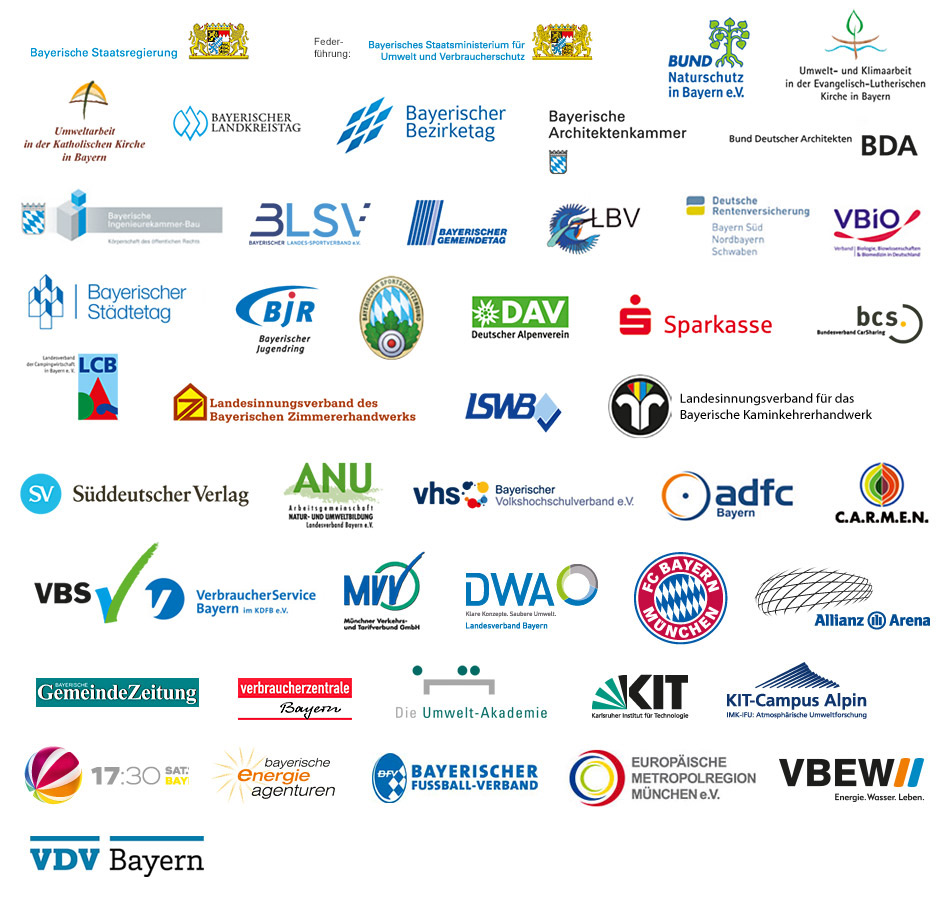 Bayerische Staatsregierung
Feder-
führung:
Bayerisches Staatsministerium für
Umwelt und Verbraucherschutz
BUND
Naturschutz
in Bayern e.V.
Umwelt- und Klimaarbeit
in der Evangelisch-Lutherischen
Kirche in Bayern
Umweltarbeit
in der Katholischen Kirche
in Bayern
BAYERISCHER
LANDKREISTAG
Bayerischer
Bezirketag
Bayerische
Architektenkammer
Bund Deutscher Architekten BDA
Bayerische
Ingenieurekammer-Bau
Körperschaft des öffentlichen Rechts
BLSV
BAYERISCHER LANDES-SPORTVERBAND e.V.
BAYERISCHER
GEMEINDETAG
LBV
Deutsche
Rentenversicherung
Bayern Süd
Nordbayern
Schwaben
VBiO
Verband | Biologie, Biowissenschaften
& Biomedizin in Deutschland
Bayerischer
Städtetag
BJR
Bayerischer
Jugendring
BAYERISCHER SPORTSCHÜTZENBUND
DAV
Deutscher Alpenverein
Sparkasse
bcs.
Bundesverband CarSharing
Landesverband
der Campingwirtschaft
in Bayern e. V.
LCB
Landesinnungsverband des
Bayerischen Zimmererhandwerks
LSWB
Landesinnungsverband für das
Bayerische Kaminkehrerhandwerk
SV
Süddeutscher Verlag
ANU
Arbeitsgemeinschaft
NATUR- UND UMWELTBILDUNG
Landesverband Bayern e.V.
vhs
Bayerischer
Volkshochschulverband e.V.
adfc
Bayern
C.A.R.M.E.N.
VBS
VerbraucherService
Bayern im KDFB e.V.
MVV
Münchner Verkehrs-
und Tarifverbund GmbH
DWA
Klare Konzepte. Saubere Umwelt.
Landesverband Bayern
FC BAYERN
MÜNCHEN
Allianz Arena
BAYERISCHE
GemeindeZeitung
verbraucherzentrale
Bayern
Die Umwelt-Akademie
KIT
Karlsruher Institut für Technologie
KIT-Campus Alpin
IMK-IFU: Atmosphärische Umweltforschung
17:30 SAT.
BAY
bayerische
energie
agenturen
BFV
BAYERISCHER
FUSSBALL-VERBAND
EUROPÄISCHE
METROPOLREGION
MÜNCHEN e.V.
VBEW
Energie. Wasser. Leben.
VDV Bayern